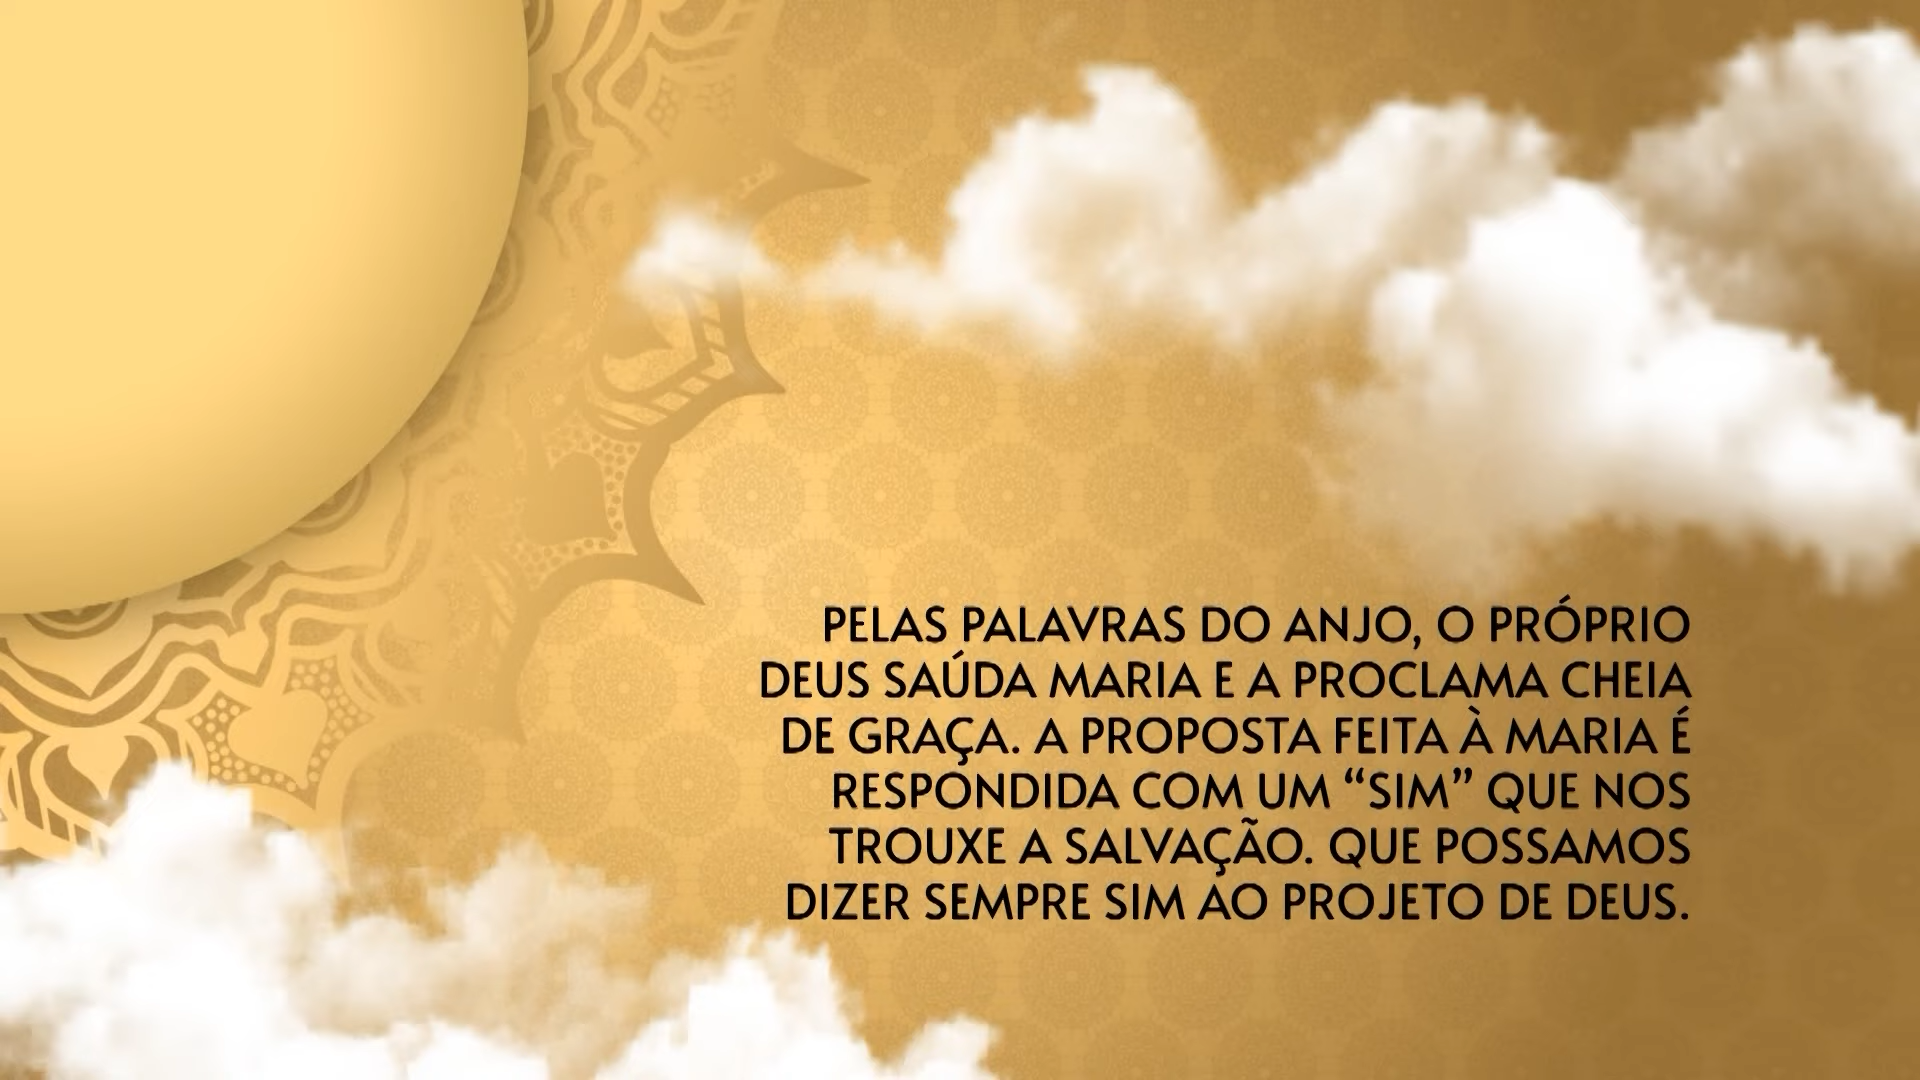 PELAS PALAVRAS DO ANJO, O PRÓPRIO
DEUS SAÚDA MARIA E A PROCLAMA CHEIA
DE GRAÇA. A PROPOSTA FEITA À MARIA É
RESPONDIDA COM UM “SIM” QUE NOS
TROUXE A SALVAÇÃO. QUE POSSAMOS
DIZER SEMPRE SIM AO PROJETO DE DEUS.